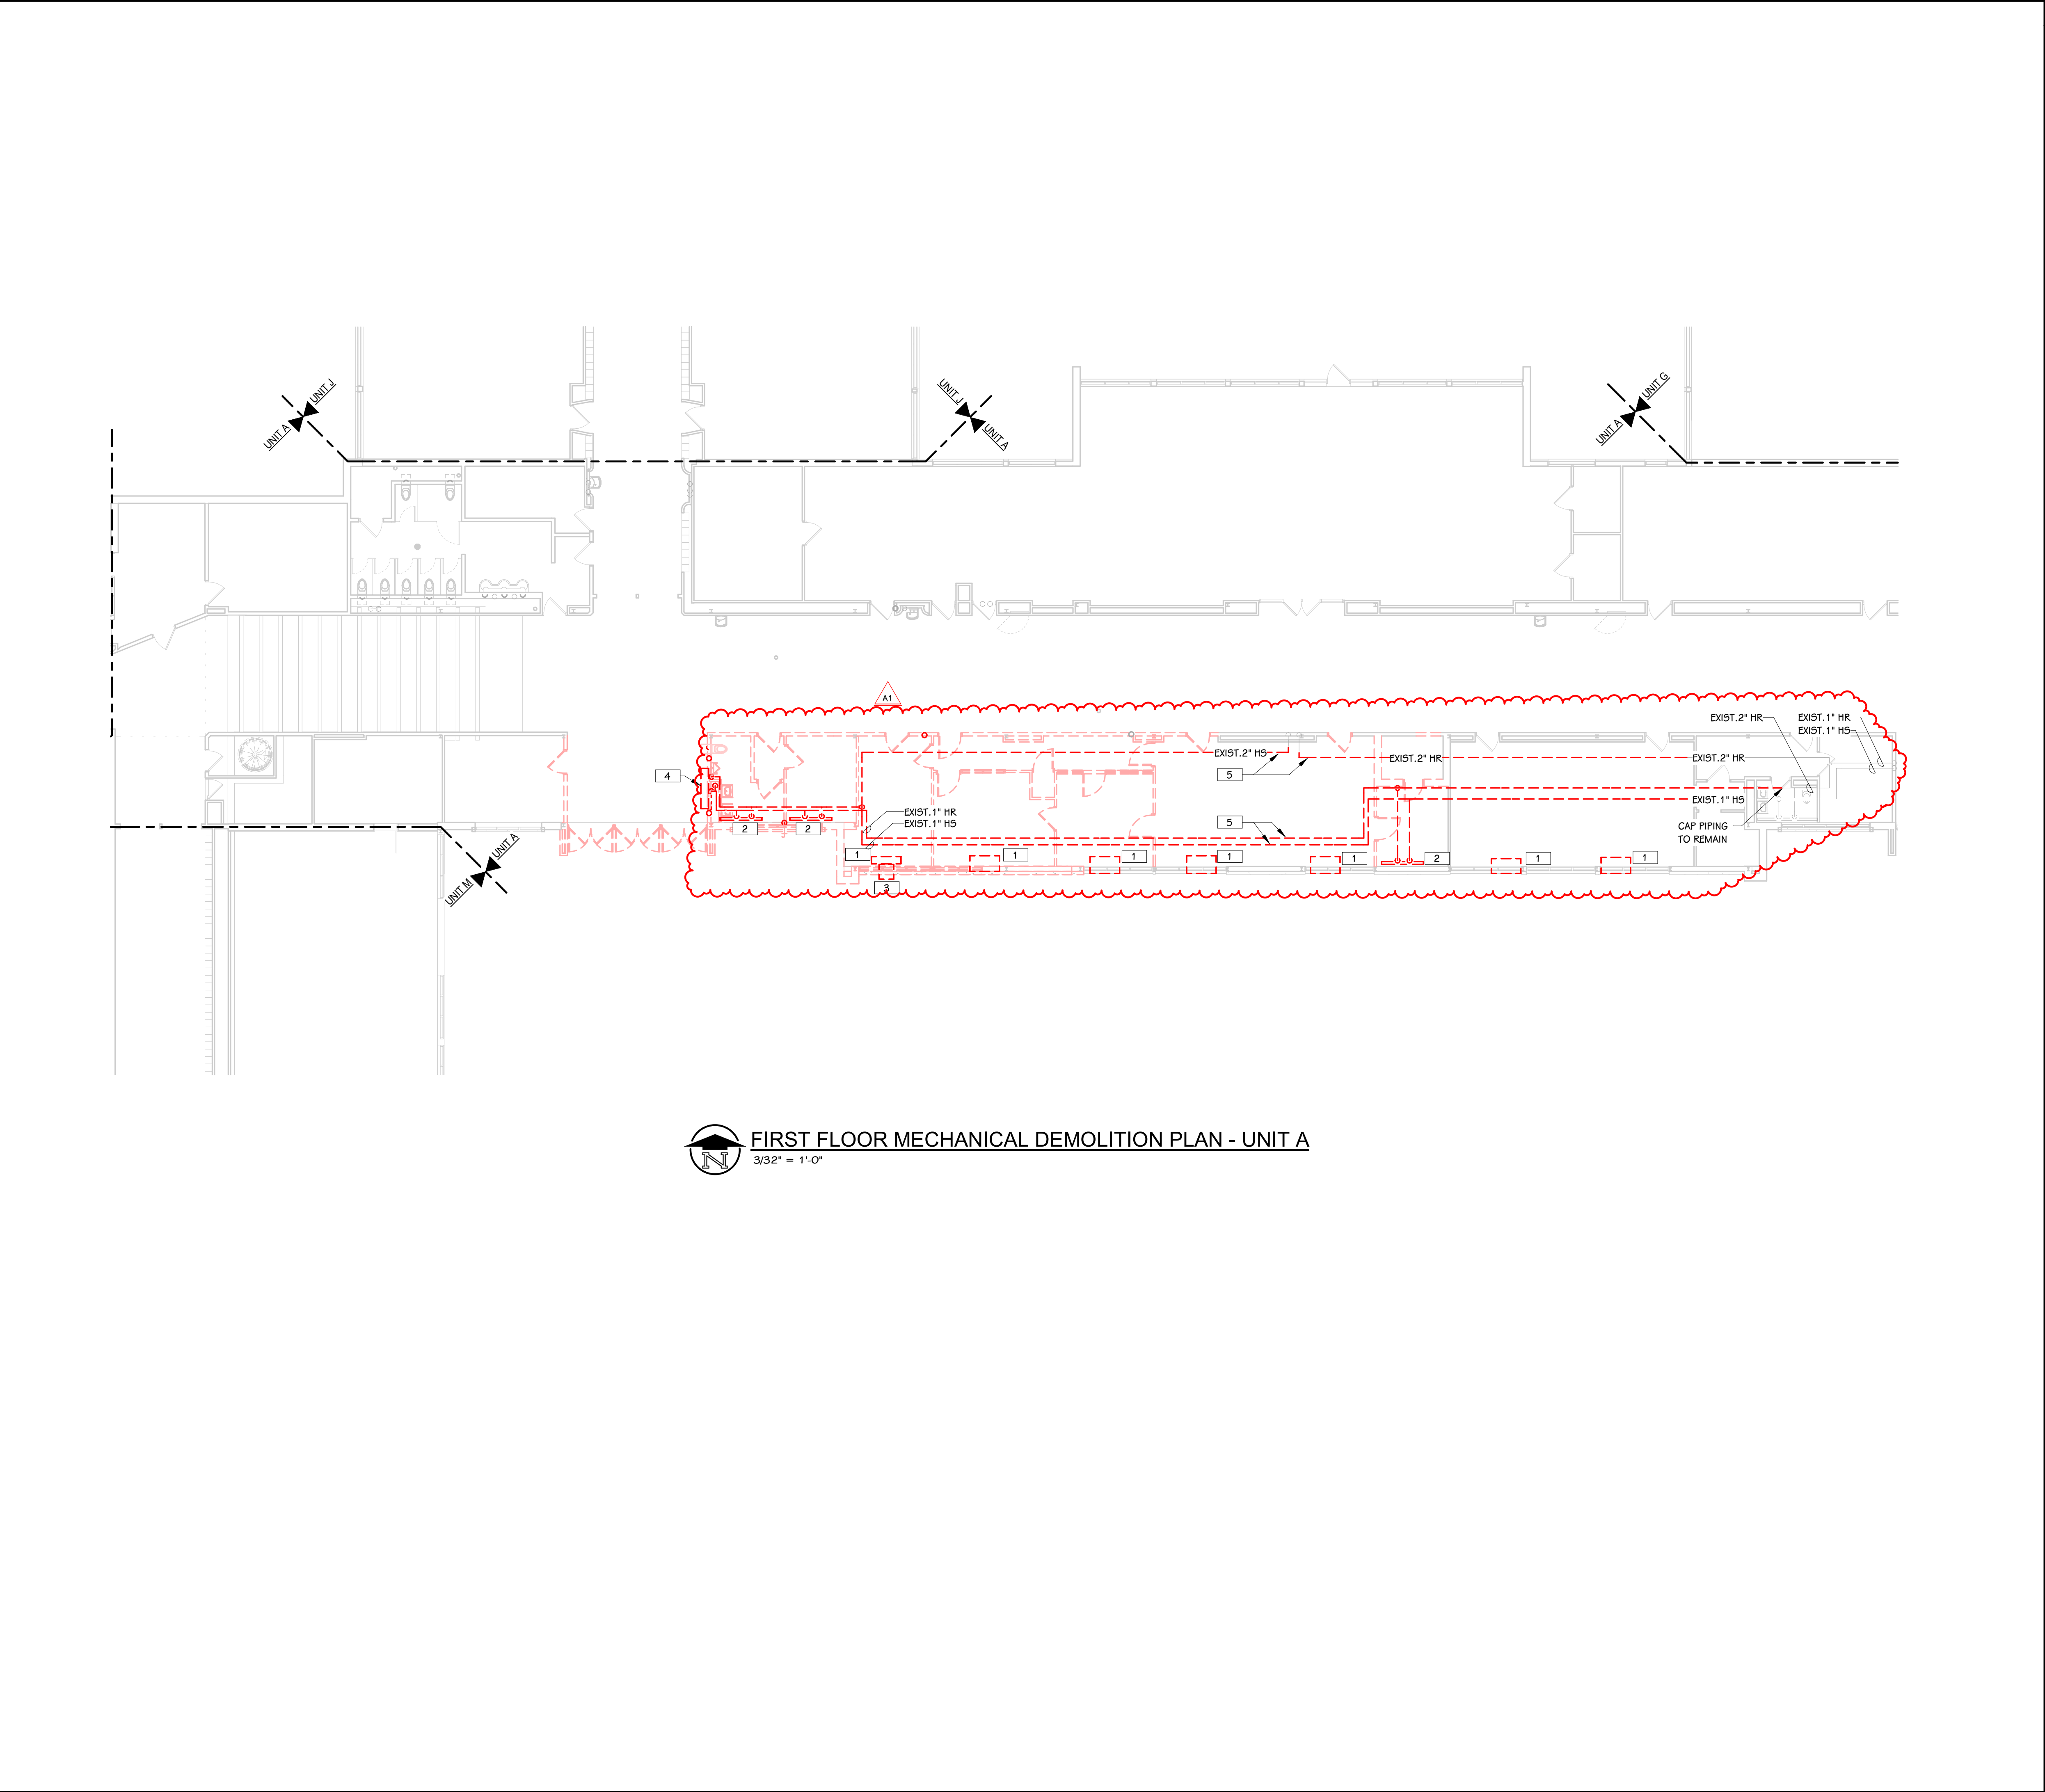 UNIT J
UNIT A
UNIT J
UNIT A
UNIT G
UNIT A
A1
EXIST.2" HR
EXIST.1" HR
EXIST.1" HS
EXIST.2" HS
EXIST.2" HR
EXIST.2" HR
4
5
EXIST.1" HS
EXIST.1" HR
EXIST.1" HS
5
CAP PIPING
TO REMAIN
2
2
UNIT A
UNIT M
1
1
1
1
1
2
1
1
3
FIRST FLOOR MECHANICAL DEMOLITION PLAN - UNIT A
N
3/32" = 1'-0"